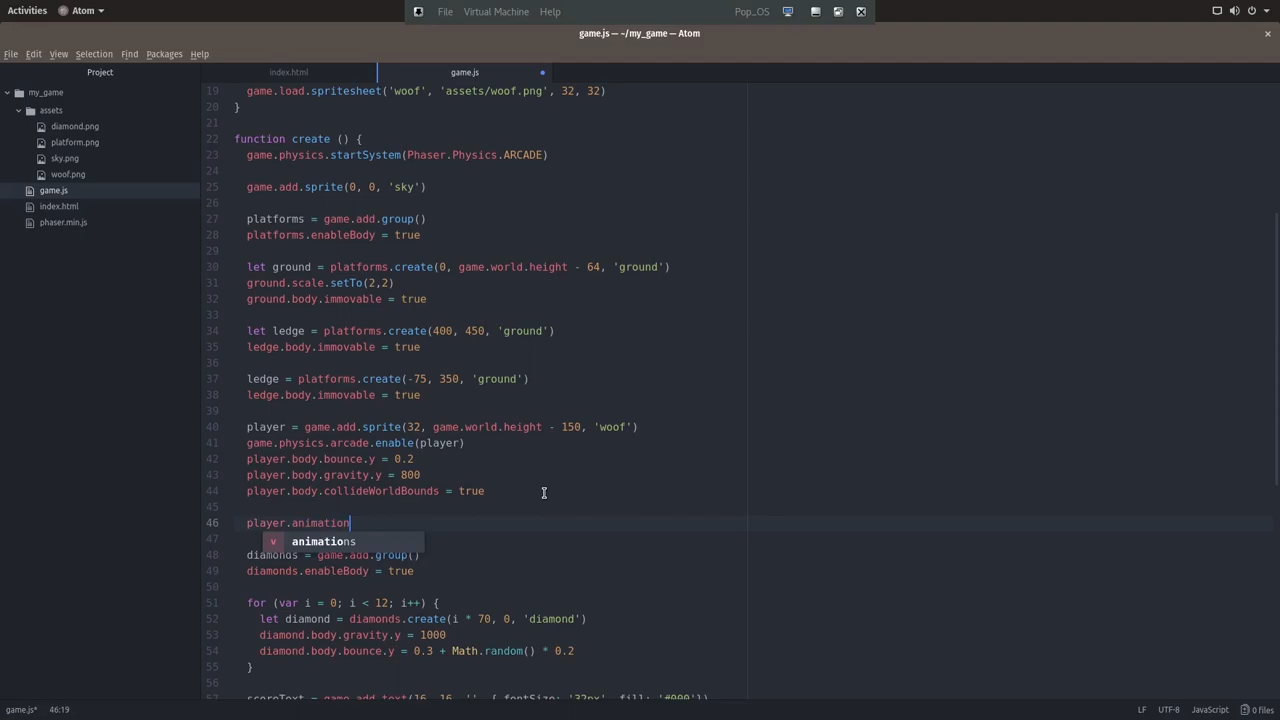 Activities Atom
File Virtual Machine Help Pop_OS
game.js — ~/my_game — Atom
File Edit View Selection Find Packages Help
Project index.html game.js
my_game
assets
diamond.png
platform.png
sky.png
woof.png
game.js
index.html
phaser.min.js
19 game.load.spritesheet('woof', 'assets/woof.png', 32, 32)
20 }
21
22 function create () {
23 game.physics.startSystem(Phaser.Physics.ARCADE)
24
25 game.add.sprite(0, 0, 'sky')
26
27 platforms = game.add.group()
28 platforms.enableBody = true
29
30 let ground = platforms.create(0, game.world.height - 64, 'ground')
31 ground.scale.setTo(2,2)
32 ground.body.immovable = true
33
34 let ledge = platforms.create(400, 450, 'ground')
35 ledge.body.immovable = true
36
37 ledge = platforms.create(-75, 350, 'ground')
38 ledge.body.immovable = true
39
40 player = game.add.sprite(32, game.world.height - 150, 'woof')
41 game.physics.arcade.enable(player)
42 player.body.bounce.y = 0.2
43 player.body.gravity.y = 800
44 player.body.collideWorldBounds = true
45
46 player.animation
47 v animations
48 diamonds = game.add.group()
49 diamonds.enableBody = true
50
51 for (var i = 0; i < 12; i++) {
52 let diamond = diamonds.create(i * 70, 0, 'diamond')
53 diamond.body.gravity.y = 1000
54 diamond.body.bounce.y = 0.3 + Math.random() * 0.2
55 }
56
57 scoreText = game.add.text(16, 16, '', { fontSize: '32px', fill: '#000'})
game.js* 46:19 LF UTF-8 JavaScript 0 files